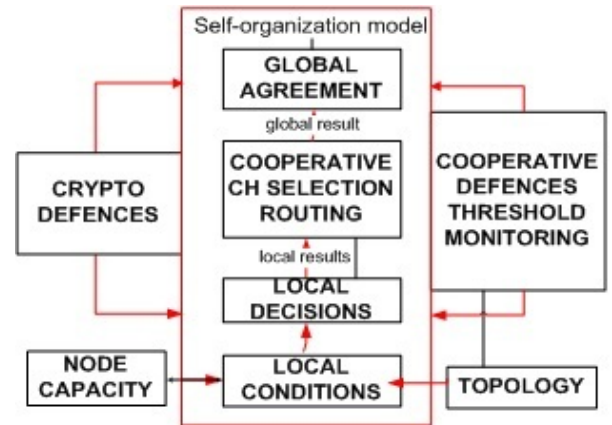 Self-organization model
GLOBAL
AGREEMENT
global result
COOPERATIVE
CH SELECTION
ROUTING
local results
LOCAL
DECISIONS
LOCAL
CONDITIONS
CRYPTO
DEFENCES
NODE
CAPACITY
COOPERATIVE
DEFENCES
THRESHOLD
MONITORING
TOPOLOGY